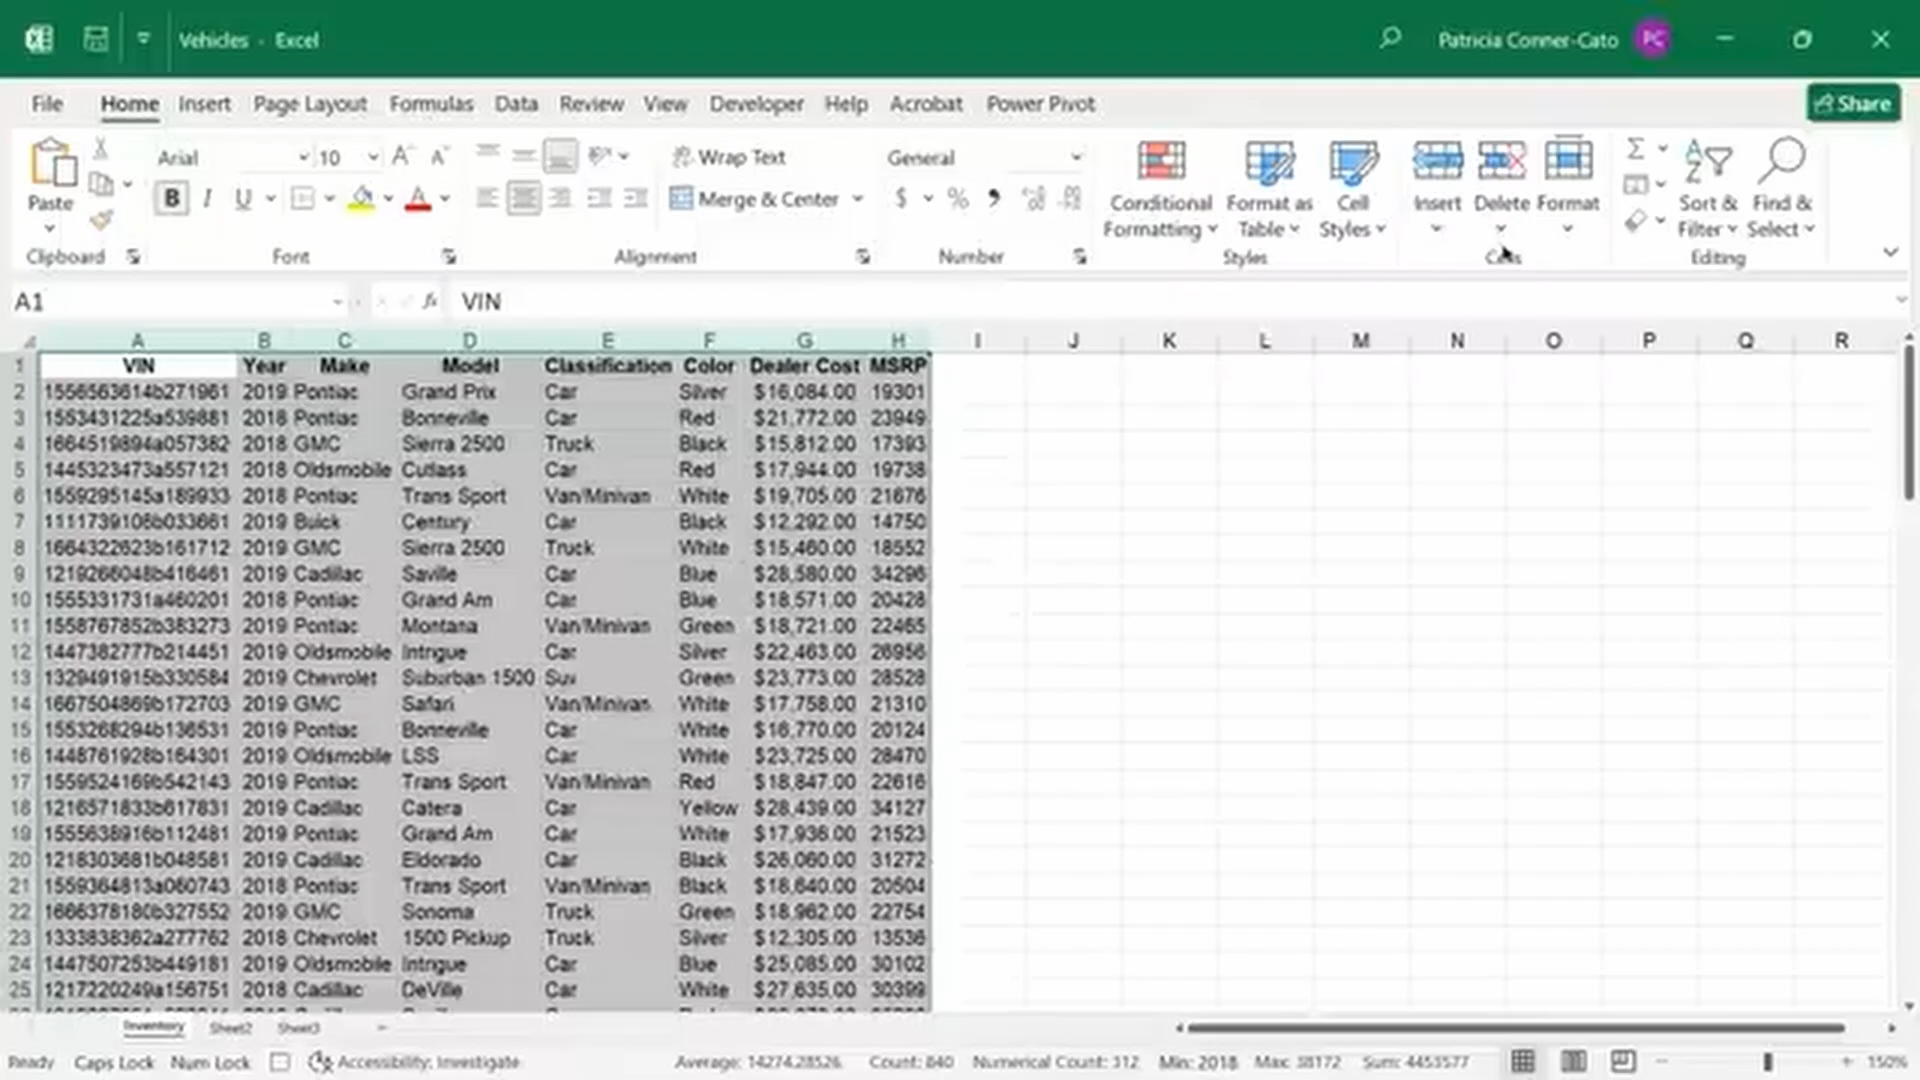 Vehicles - Excel
Patricia Conner-Cato PC
File Home Insert Page Layout Formulas Data Review View Developer Help Acrobat Power Pivot Share
Paste
Clipboard
Arial 10
B I U
Font
Wrap Text
Merge & Center
Alignment
General
$ %
Number
Conditional Formatting
Format as Table
Cell Styles
Styles
Insert Delete Format
Cells
Sort & Filter
Find & Select
Editing
A1 fx VIN
A B C D E F G H I J K L M N O P Q R
1 VIN Year Make Model Classification Color Dealer Cost MSRP
2 1556563614b271961 2019 Pontiac Grand Prix Car Silver $16,084.00 19301
3 1553431225a539881 2018 Pontiac Bonneville Car Red $21,772.00 23949
4 1664519894a057382 2018 GMC Sierra 2500 Truck Black $15,812.00 17393
5 1445323473a557121 2018 Oldsmobile Cutlass Car Red $17,944.00 19738
6 1559295145a189933 2018 Pontiac Trans Sport Van/Minivan White $19,705.00 21676
7 1111739106b033661 2019 Buick Century Car Black $12,292.00 14750
8 1664322623b161712 2019 GMC Sierra 2500 Truck White $15,460.00 18552
9 1219266048b416461 2019 Cadillac Saville Car Blue $28,580.00 34296
10 1555331731a460201 2018 Pontiac Grand Am Car Blue $18,571.00 20428
11 1558767852b383273 2019 Pontiac Montana Van/Minivan Green $18,721.00 22465
12 1447382777b214451 2019 Oldsmobile Intrigue Car Silver $22,463.00 26956
13 1329491915b330584 2019 Chevrolet Suburban 1500 Suv Green $23,773.00 28528
14 1667504869b172703 2019 GMC Safari Van/Minivan White $17,758.00 21310
15 1553268294b136531 2019 Pontiac Bonneville Car White $16,770.00 20124
16 1448761928b164301 2019 Oldsmobile LSS Car White $23,725.00 28470
17 1559524169b542143 2019 Pontiac Trans Sport Van/Minivan Red $18,847.00 22616
18 1216571833b617831 2019 Cadillac Catera Car Yellow $28,439.00 34127
19 1555638916b112481 2019 Pontiac Grand Am Car White $17,936.00 21523
20 1218303681b048581 2019 Cadillac Eldorado Car Black $26,060.00 31272
21 1559364813a060743 2018 Pontiac Trans Sport Van/Minivan Black $18,640.00 20504
22 1666378180b327552 2019 GMC Sonoma Truck Green $18,962.00 22754
23 1333838362a277762 2018 Chevrolet 1500 Pickup Truck Silver $12,305.00 13536
24 1447507253b449181 2019 Oldsmobile Intrigue Car Blue $25,085.00 30102
25 1217220249a156751 2018 Cadillac DeVille Car White $27,635.00 30399
Inventory Sheet2 Sheet3
Ready Caps Lock Num Lock Accessibility: Investigate Average: 14274.28526 Count: 840 Numerical Count: 312 Min: 2018 Max: 38172 Sum: 4453577 150%